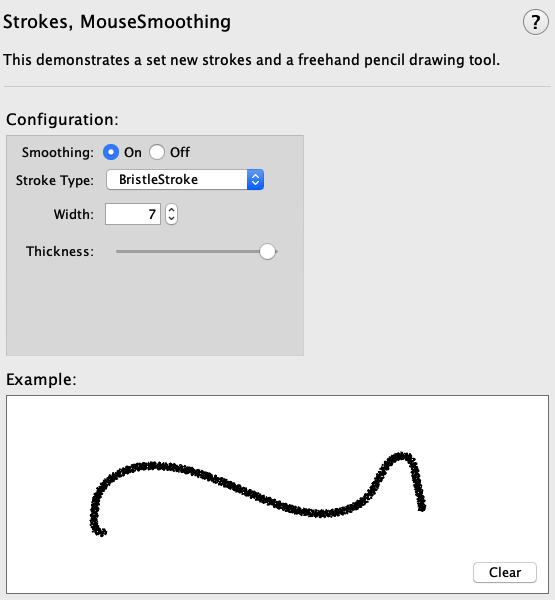 Strokes, MouseSmoothing
?
This demonstrates a set new strokes and a freehand pencil drawing tool.
Configuration:
Smoothing: On Off
Stroke Type: BristleStroke
Width: 7
Thickness:
Example:
Clear